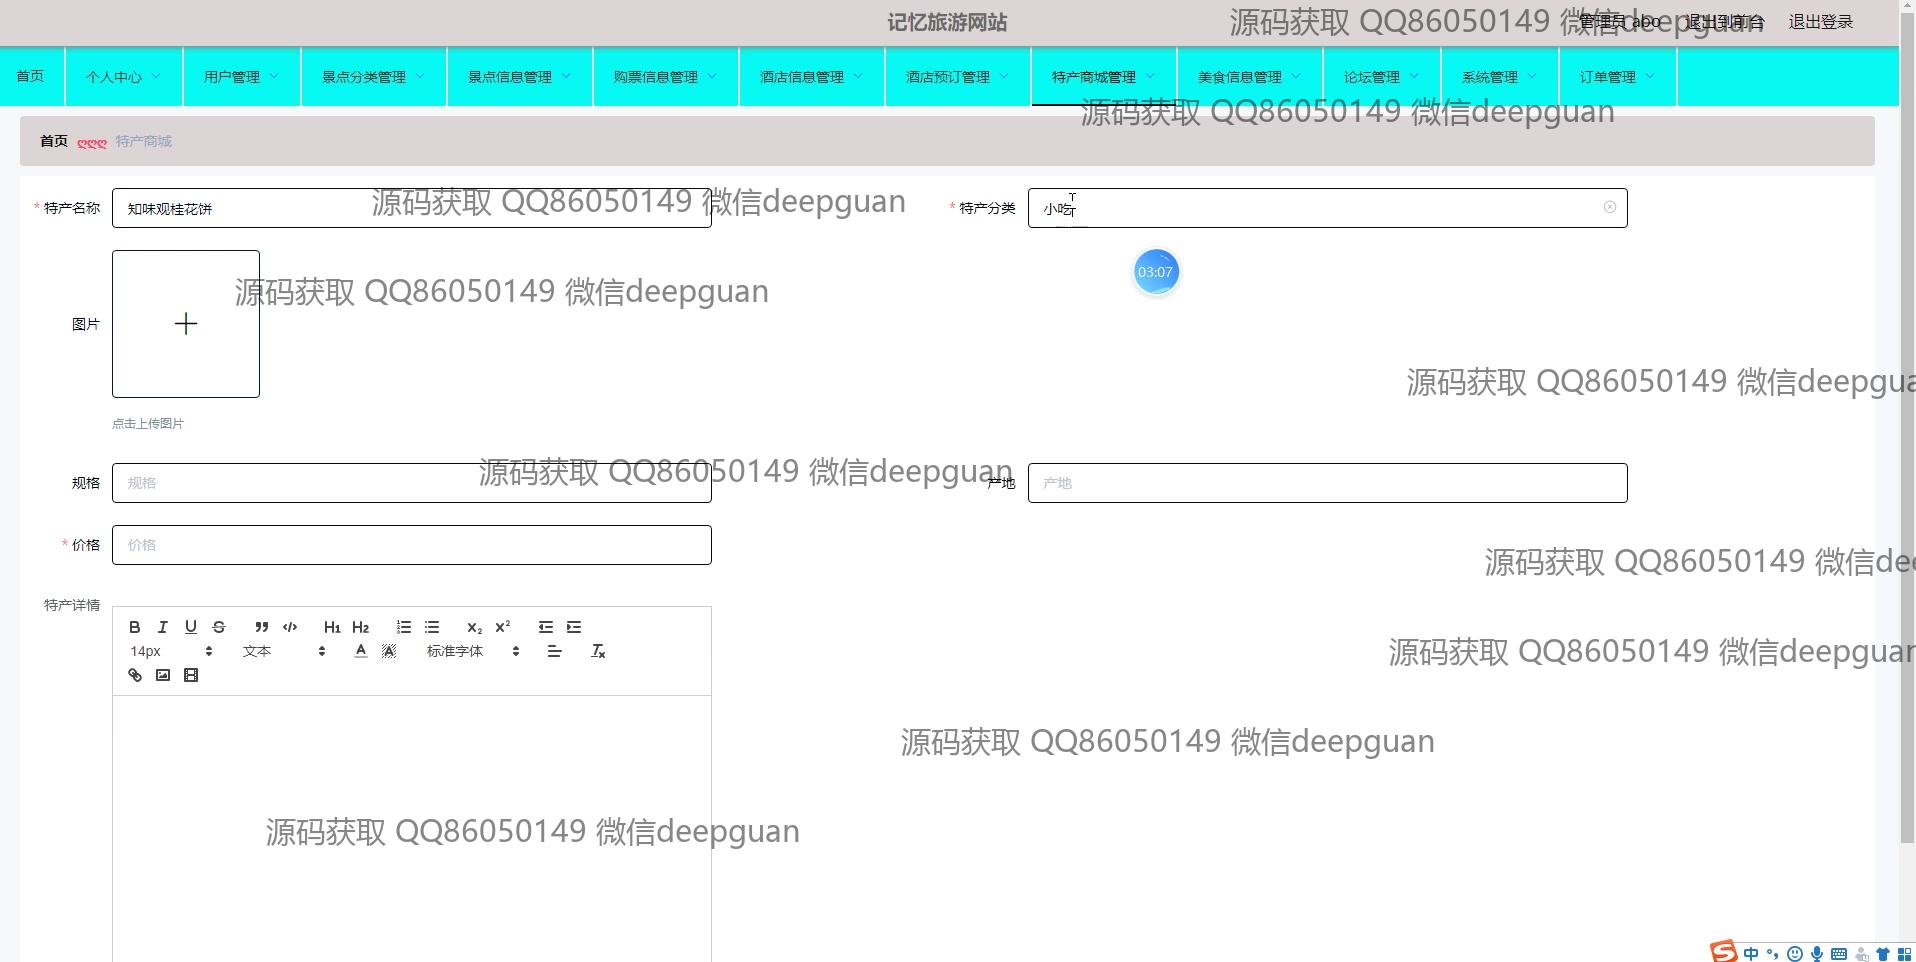 记忆旅游网站
源码获取 QQ86050149 微信deepguan
管理员 abo 退出到前台 退出登录
首页 个人中心 用户管理 景点分类管理 景点信息管理 购票信息管理 酒店信息管理 酒店预订管理 特产商城管理 美食信息管理 论坛管理 系统管理 订单管理
源码获取 QQ86050149 微信deepguan
首页 ღღღ 特产商城
* 特产名称 知味观桂花饼
源码获取 QQ86050149 微信deepguan
* 特产分类 小吃
03:07
源码获取 QQ86050149 微信deepguan
图片
源码获取 QQ86050149 微信deepgua
点击上传图片
规格 规格
源码获取 QQ86050149 微信deepguan
产地 产地
* 价格 价格
源码获取 QQ86050149 微信dee
特产详情
B I U S ” </> H1 H2 X2 X2
14px 文本 A A 标准字体 Tx
源码获取 QQ86050149 微信deepguan
源码获取 QQ86050149 微信deepguan
源码获取 QQ86050149 微信deepguan
S 中